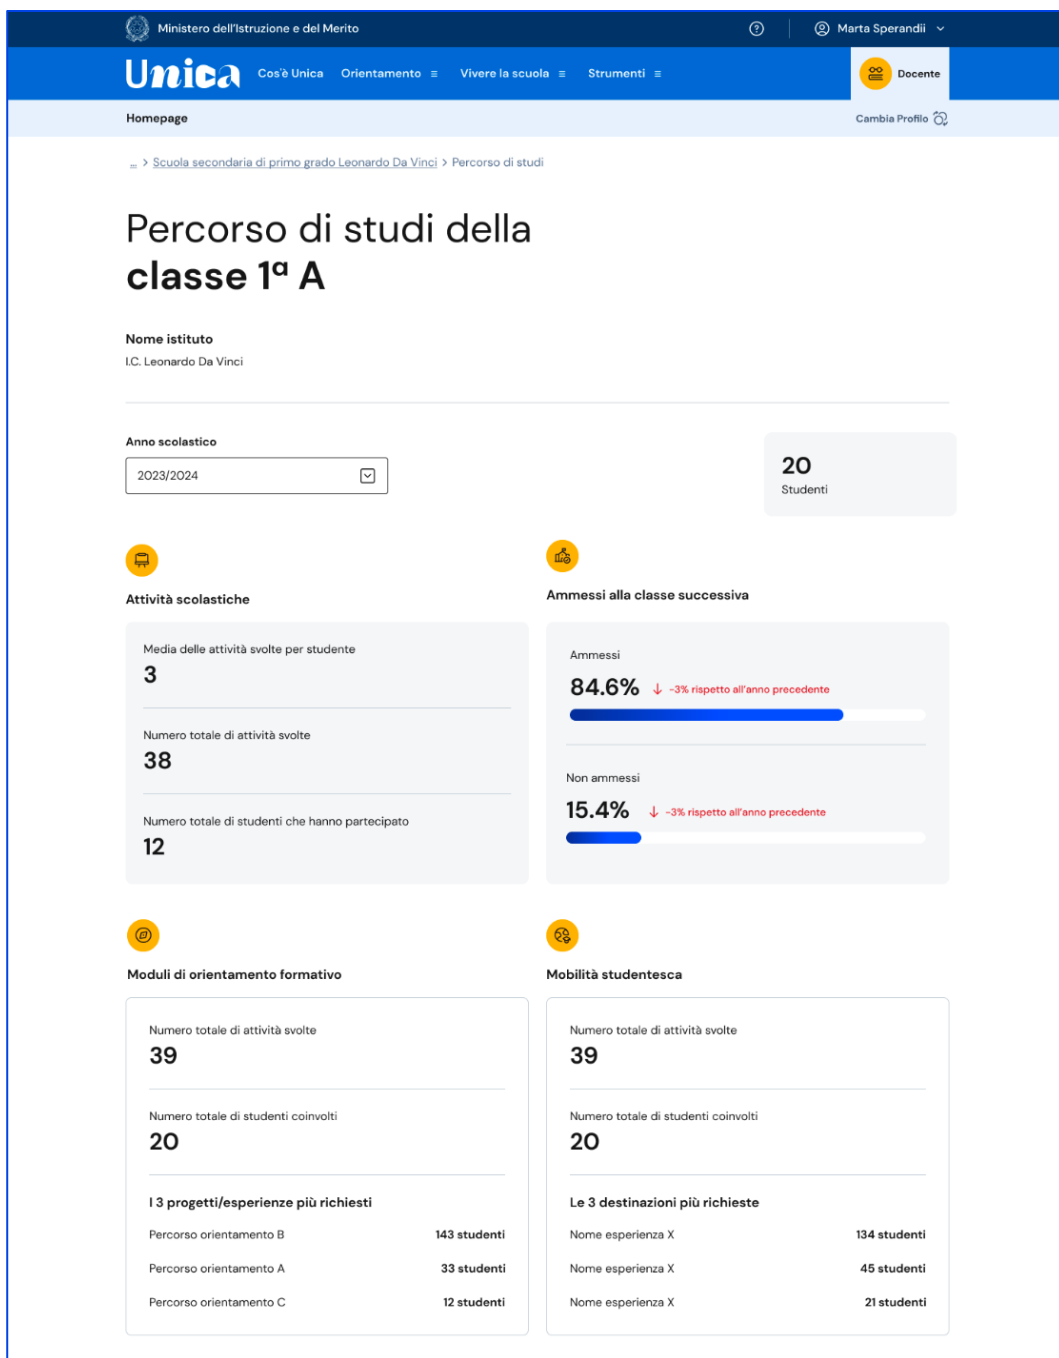 Ministero dell'Istruzione e del Merito
Marta Sperandii
Unica
Cos'è Unica Orientamento Vivere la scuola Strumenti
Docente
Homepage
Cambia Profilo
... > Scuola secondaria di primo grado Leonardo Da Vinci > Percorso di studi
Percorso di studi della
classe 1ª A
Nome istituto
I.C. Leonardo Da Vinci
Anno scolastico
2023/2024
20
Studenti
Attività scolastiche
Media delle attività svolte per studente
3
Numero totale di attività svolte
38
Numero totale di studenti che hanno partecipato
12
Ammessi alla classe successiva
Ammessi
84.6% ↓ -3% rispetto all'anno precedente
Non ammessi
15.4% ↓ -3% rispetto all'anno precedente
Moduli di orientamento formativo
Numero totale di attività svolte
39
Numero totale di studenti coinvolti
20
I 3 progetti/esperienze più richiesti
Percorso orientamento B 143 studenti
Percorso orientamento A 33 studenti
Percorso orientamento C 12 studenti
Mobilità studentesca
Numero totale di attività svolte
39
Numero totale di studenti coinvolti
20
Le 3 destinazioni più richieste
Nome esperienza X 134 studenti
Nome esperienza X 45 studenti
Nome esperienza X 21 studenti